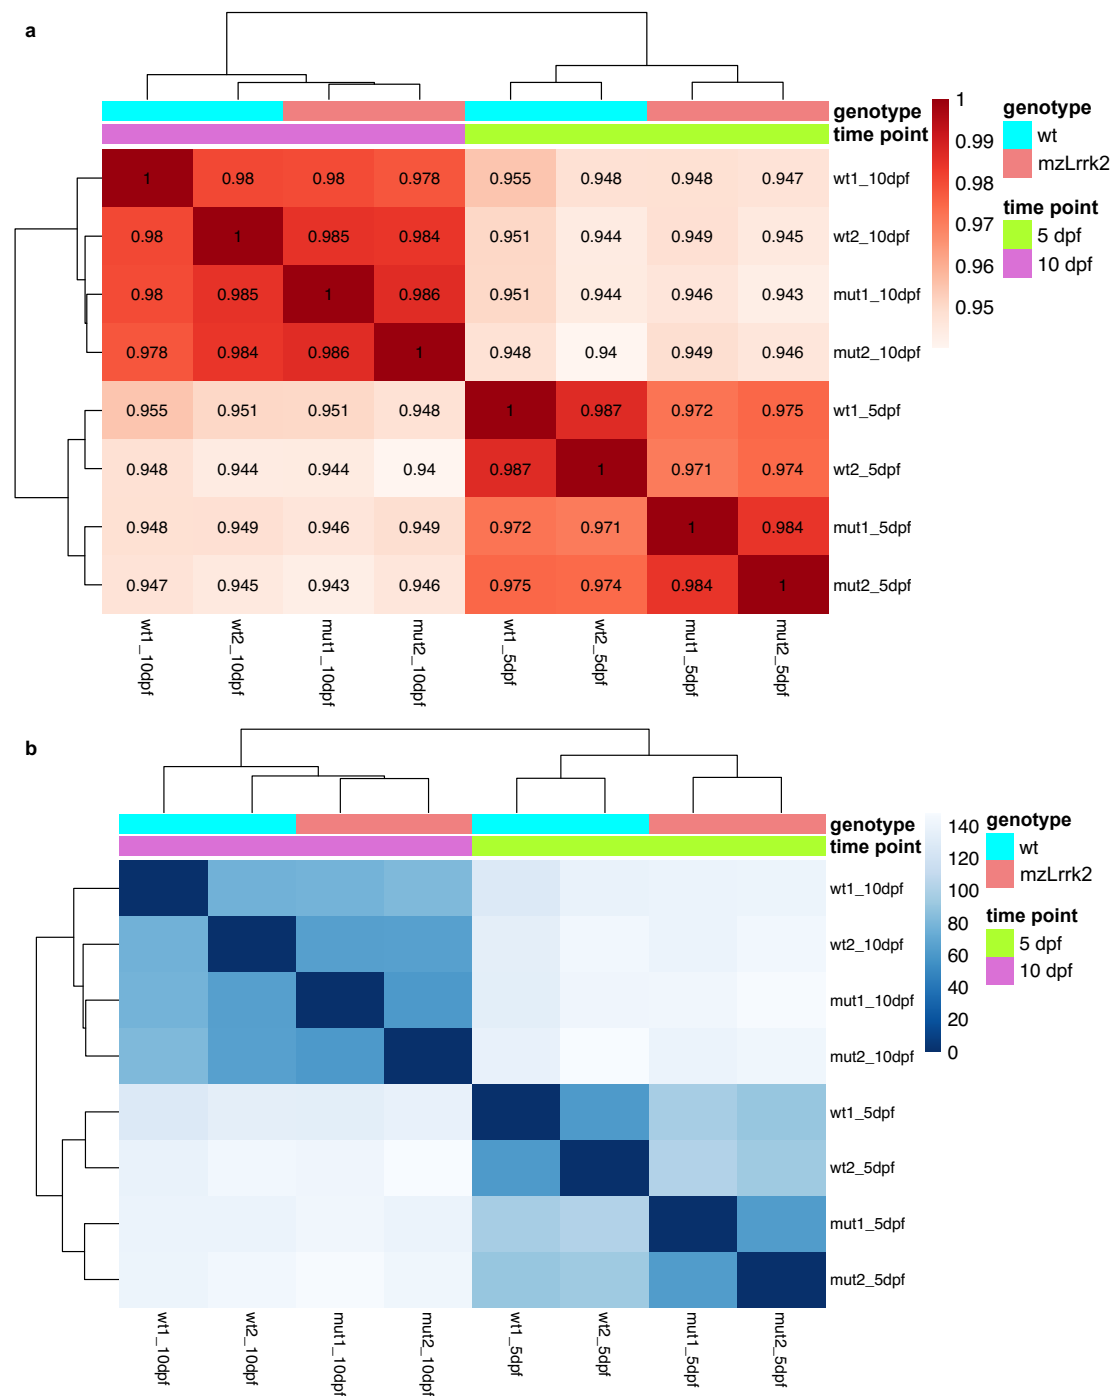 a
genotype
time point
1
0.99
0.98
0.97
0.96
0.95
genotype
wt
mzLrrk2
time point
5 dpf
10 dpf
1 0.98 0.98 0.978 0.955 0.948 0.948 0.947 wt1_10dpf
0.98 1 0.985 0.984 0.951 0.944 0.949 0.945 wt2_10dpf
0.98 0.985 1 0.986 0.951 0.944 0.946 0.943 mut1_10dpf
0.978 0.984 0.986 1 0.948 0.94 0.949 0.946 mut2_10dpf
0.955 0.951 0.951 0.948 1 0.987 0.972 0.975 wt1_5dpf
0.948 0.944 0.944 0.94 0.987 1 0.971 0.974 wt2_5dpf
0.948 0.949 0.946 0.949 0.972 0.971 1 0.984 mut1_5dpf
0.947 0.945 0.943 0.946 0.975 0.974 0.984 1 mut2_5dpf
wt1_10dpf
wt2_10dpf
mut1_10dpf
mut2_10dpf
wt1_5dpf
wt2_5dpf
mut1_5dpf
mut2_5dpf
b
genotype
time point
140
120
100
80
60
40
20
0
genotype
wt
mzLrrk2
time point
5 dpf
10 dpf
wt1_10dpf
wt2_10dpf
mut1_10dpf
mut2_10dpf
wt1_5dpf
wt2_5dpf
mut1_5dpf
mut2_5dpf
wt1_10dpf
wt2_10dpf
mut1_10dpf
mut2_10dpf
wt1_5dpf
wt2_5dpf
mut1_5dpf
mut2_5dpf